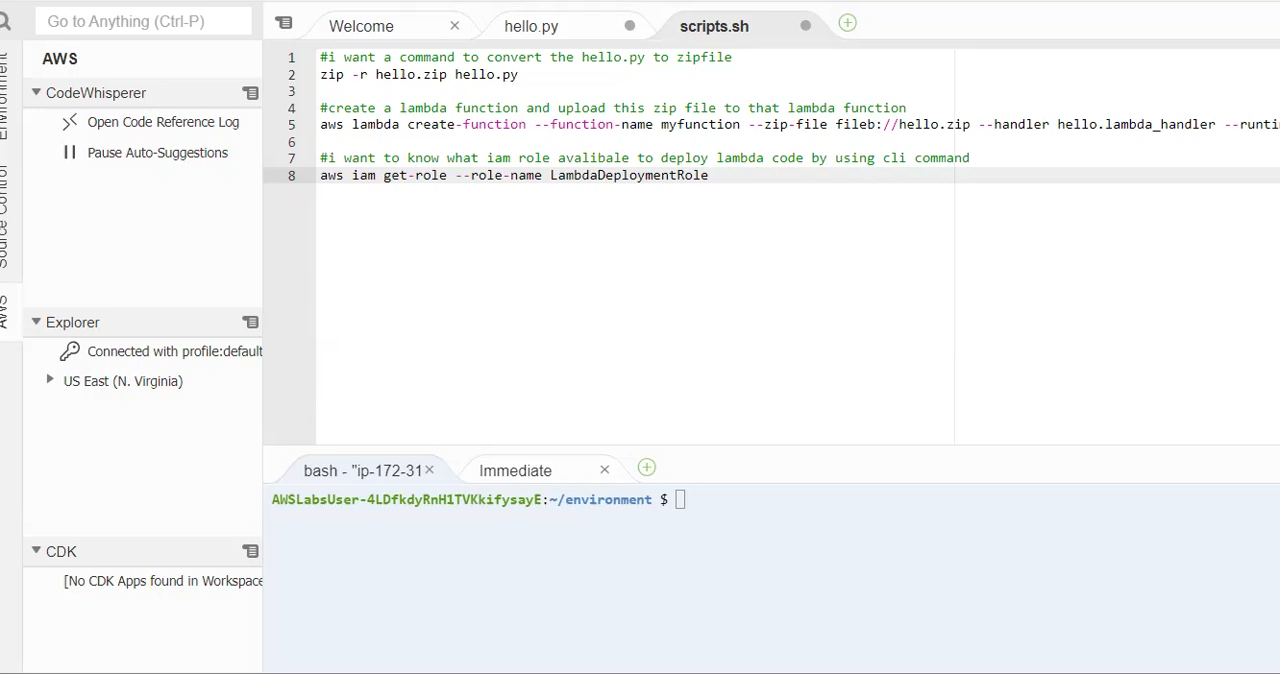 Go to Anything (Ctrl-P)
Welcome
hello.py
scripts.sh
Environment
Source Control
AWS
AWS
CodeWhisperer
Open Code Reference Log
Pause Auto-Suggestions
Explorer
Connected with profile:default
US East (N. Virginia)
CDK
[No CDK Apps found in Workspace
1 #i want a command to convert the hello.py to zipfile
2 zip -r hello.zip hello.py
3
4 #create a lambda function and upload this zip file to that lambda function
5 aws lambda create-function --function-name myfunction --zip-file fileb://hello.zip --handler hello.lambda_handler --runti
6
7 #i want to know what iam role avalibale to deploy lambda code by using cli command
8 aws iam get-role --role-name LambdaDeploymentRole
bash - "ip-172-31
Immediate
AWSLabsUser-4LDfkdyRnH1TVKkifysayE:~/environment $